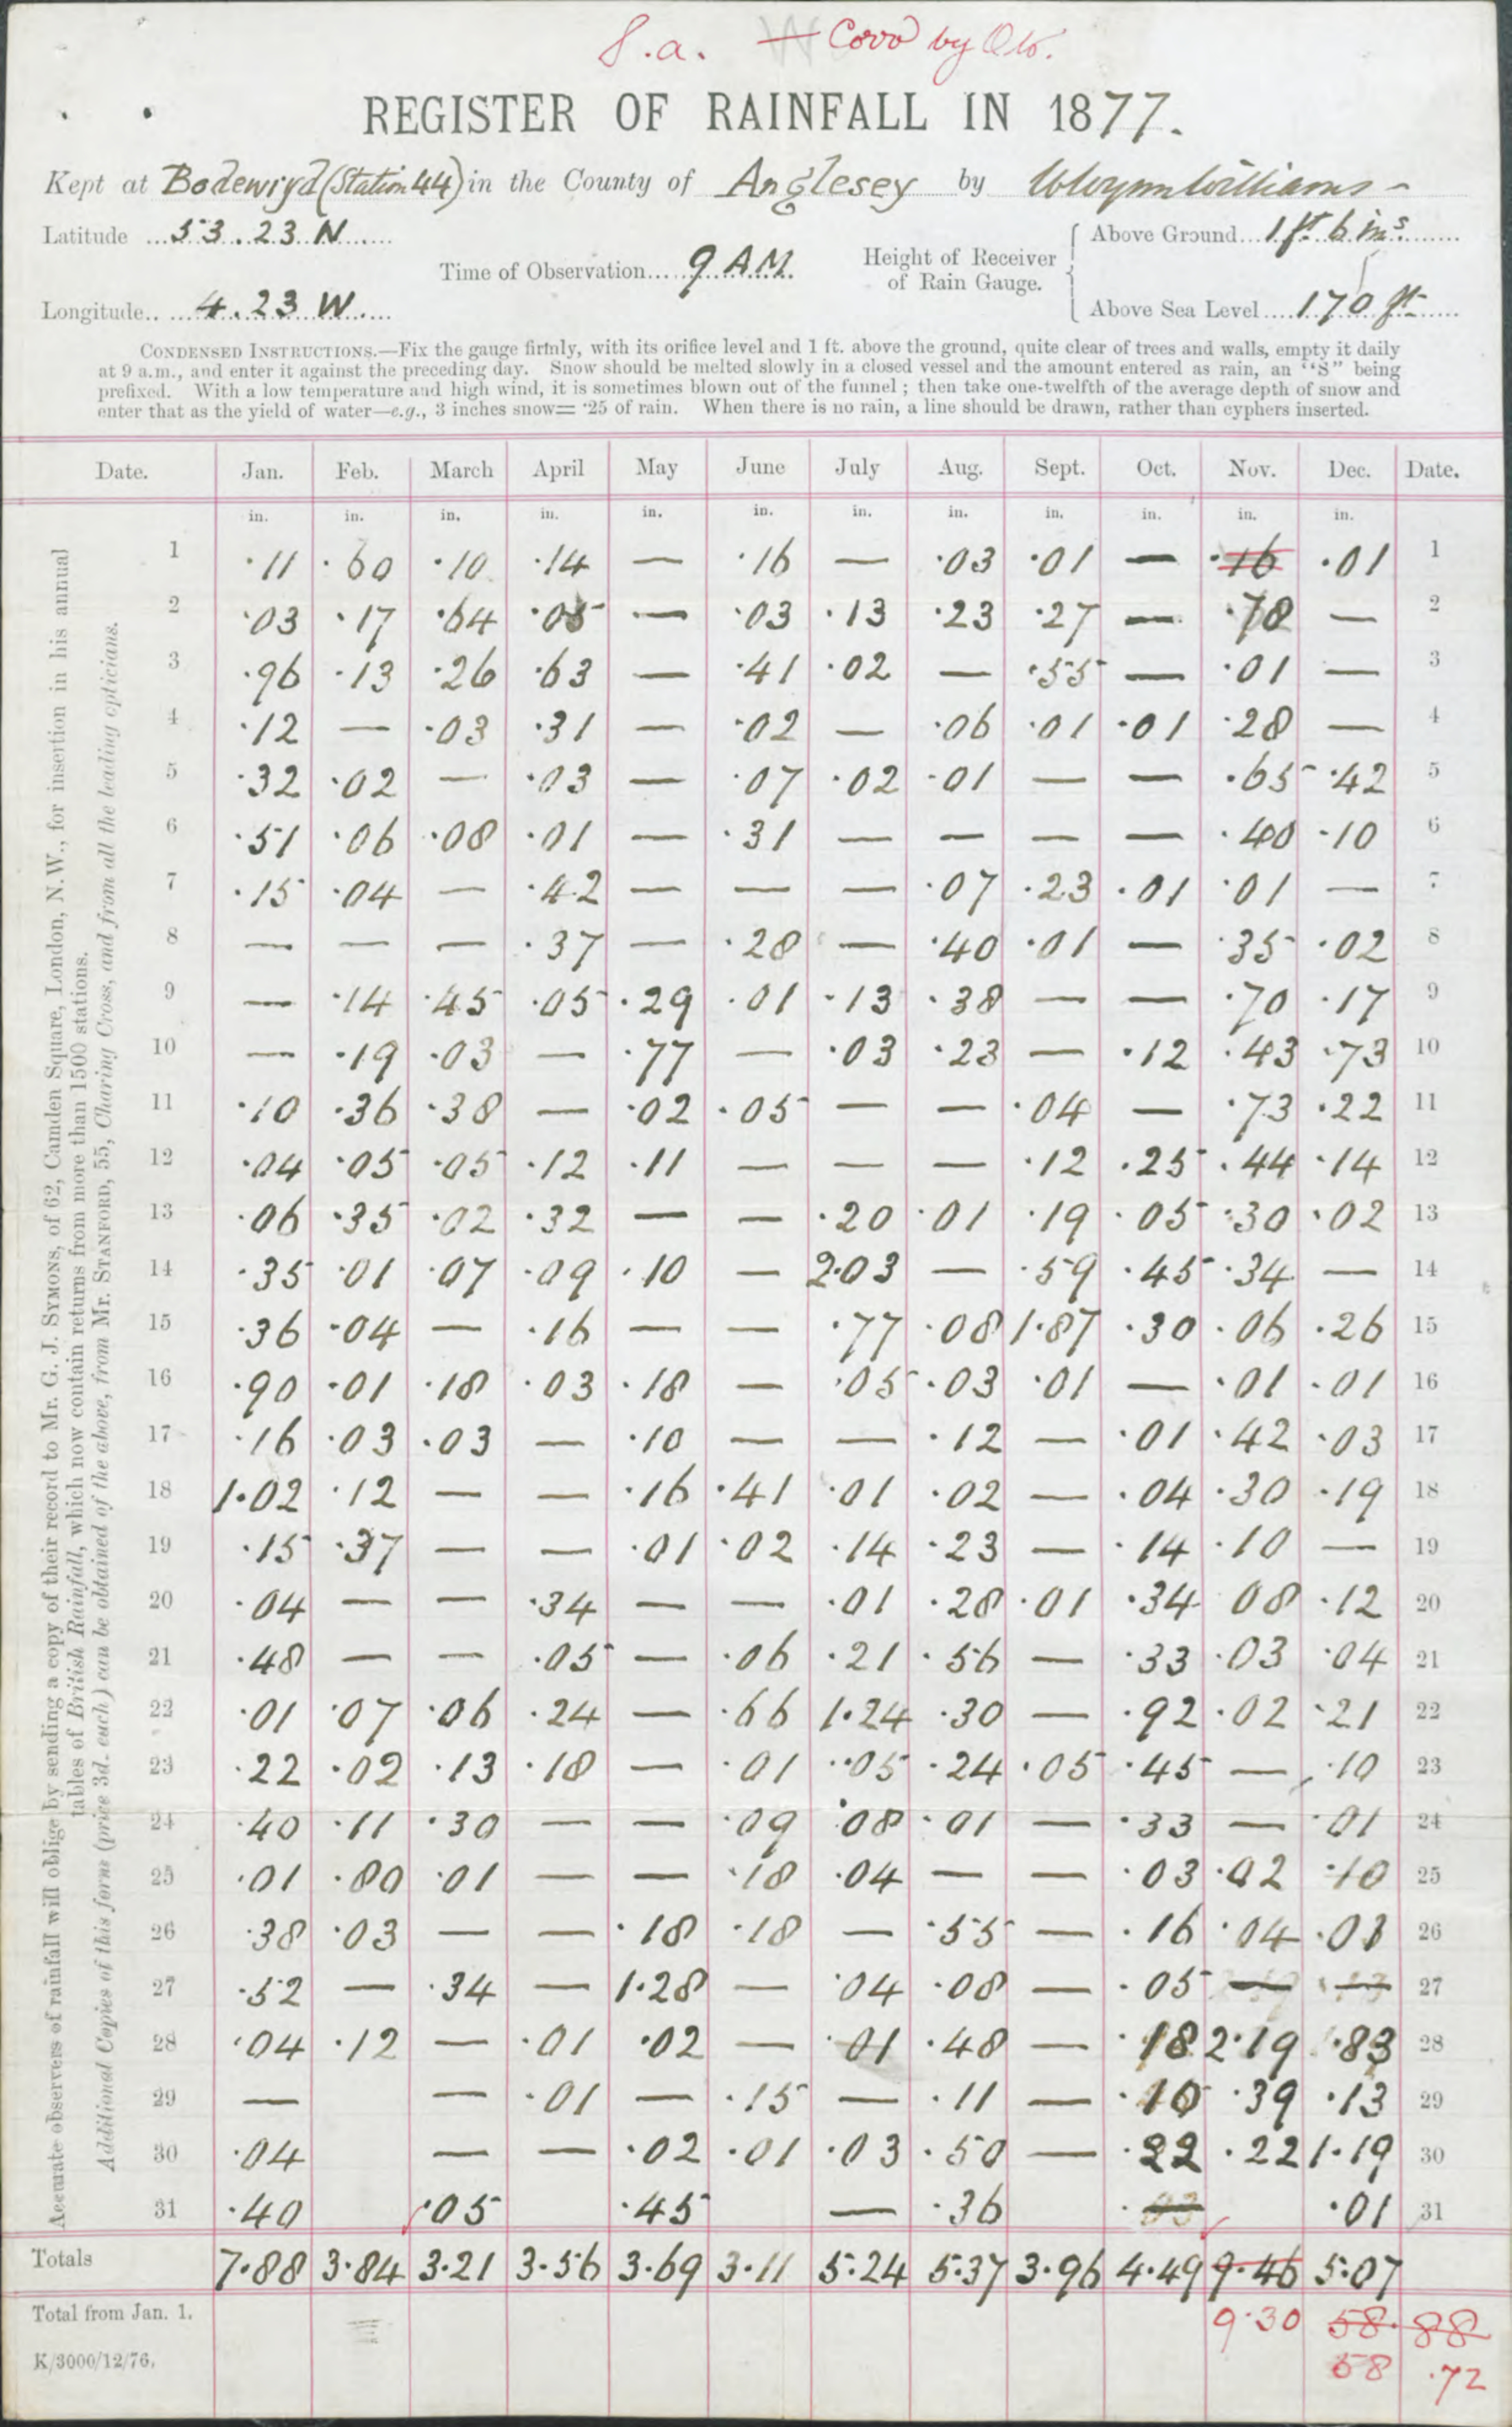 S.a. — Corr by Obr.
REGISTER OF RAINFALL IN 1877.
Kept at Bodewryd (Station 44) in the County of Anglesey by W Wynn Williams
Latitude 53.23 N
Time of Observation 9 AM
Height of Receiver of Rain Gauge.
Above Ground 1 ft. 6 ins.
Longitude 4.23 W
Above Sea Level 170 ft
CONDENSED INSTRUCTIONS.—Fix the gauge firmly, with its orifice level and 1 ft. above the ground, quite clear of trees and walls, empty it daily
at 9 a.m., and enter it against the preceding day. Snow should be melted slowly in a closed vessel and the amount entered as rain, an "S" being
prefixed. With a low temperature and high wind, it is sometimes blown out of the funnel; then take one-twelfth of the average depth of snow and
enter that as the yield of water—e.g., 3 inches snow= ·25 of rain. When there is no rain, a line should be drawn, rather than cyphers inserted.
Date. Jan. Feb. March April May June July Aug. Sept. Oct. Nov. Dec. Date.
in. in. in. in. in. in. in. in. in. in. in. in.
1 ·11 ·60 ·10 ·14 — ·16 — ·03 ·01 — ·16 ·01 1
2 ·03 ·17 ·64 ·05 — ·03 ·13 ·23 ·27 — ·78 — 2
3 ·96 ·13 ·26 ·63 — ·41 ·02 — ·55 — ·01 — 3
4 ·12 — ·03 ·31 — ·02 — ·06 ·01 ·01 ·28 — 4
5 ·32 ·02 — ·03 — ·07 ·02 ·01 — — ·65 ·42 5
6 ·51 ·06 ·08 ·01 — ·31 — — — — ·40 ·10 6
7 ·15 ·04 — ·42 — — — ·07 ·23 ·01 ·01 — 7
8 — — — ·37 — ·28 — ·40 ·01 — ·35 ·02 8
9 — ·14 ·45 ·05 ·29 ·01 ·13 ·38 — — ·70 ·17 9
10 — ·19 ·03 — ·77 — ·03 ·23 — ·12 ·43 ·73 10
11 ·10 ·36 ·38 — ·02 ·05 — — ·04 — ·73 ·22 11
12 ·04 ·05 ·05 ·12 ·11 — — — ·12 ·25 ·44 ·14 12
13 ·06 ·35 ·02 ·32 — — ·20 ·01 ·19 ·05 ·30 ·02 13
14 ·35 ·01 ·07 ·09 ·10 — 2·03 — ·59 ·45 ·34 — 14
15 ·36 ·04 — ·16 — — ·77 ·08 1·87 ·30 ·06 ·26 15
16 ·90 ·01 ·18 ·03 ·18 — ·05 ·03 ·01 — ·01 ·01 16
17 ·16 ·03 ·03 — ·10 — — ·12 — ·01 ·42 ·03 17
18 1·02 ·12 — — ·16 ·41 ·01 ·02 — ·04 ·30 ·19 18
19 ·15 ·37 — — ·01 ·02 ·14 ·23 — ·14 ·10 — 19
20 ·04 — — ·34 — — ·01 ·28 ·01 ·34 08 ·12 20
21 ·48 — — ·05 — ·06 ·21 ·56 — ·33 ·03 ·04 21
22 ·01 ·07 ·06 ·24 — ·66 1·24 ·30 — ·92 ·02 ·21 22
23 ·22 ·02 ·13 ·18 — ·01 ·05 ·24 ·05 ·45 — ·10 23
24 ·40 ·11 ·30 — — ·09 ·08 ·01 — ·33 — ·01 24
25 ·01 ·80 ·01 — — ·18 ·04 — — ·03 ·02 ·10 25
26 ·38 ·03 — — ·18 ·18 — ·55 — ·16 ·04 ·01 26
27 ·52 — ·34 — 1·28 — ·04 ·08 — ·05 — — 27
28 ·04 ·12 — ·01 ·02 — ·01 ·48 — ·18 2·19 ·83 28
29 — — ·01 — ·15 — ·11 — ·10 ·39 ·13 29
30 ·04 — — ·02 ·01 ·03 ·50 — ·22 ·22 1·19 30
31 ·40 ·05 ·45 — ·36 ·03 ·01 31
Totals 7·88 3·84 3·21 3·56 3·69 3·11 5·24 5·37 3·96 4·49 9·46 5·07
Total from Jan. 1. 9·30 58·88
K/3000/12/76. 58 .72
Accurate observers of rainfall will oblige by sending a copy of their record to Mr. G. J. SYMONS, of 62, Camden Square, London, N.W., for insertion in his annual
tables of British Rainfall, which now contain returns from more than 1500 stations.
Additional Copies of this form (price 3d. each) can be obtained of the above, from Mr. STANFORD, 55, Charing Cross, and from all the leading opticians.